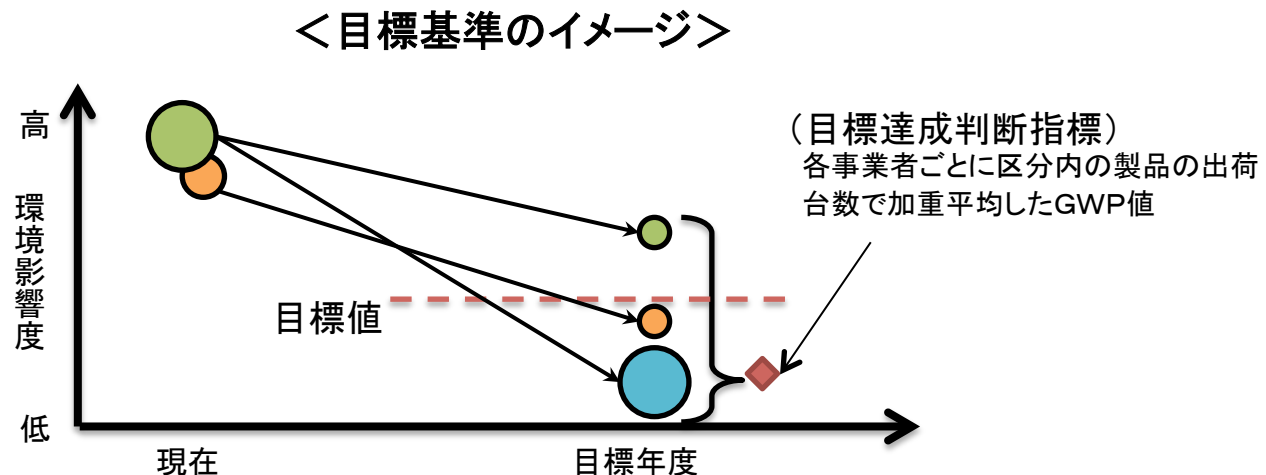 ＜目標基準のイメージ＞
高
環境影響度
低
目標値
現在
目標年度
（目標達成判断指標）
各事業者ごとに区分内の製品の出荷
台数で加重平均したGWP値